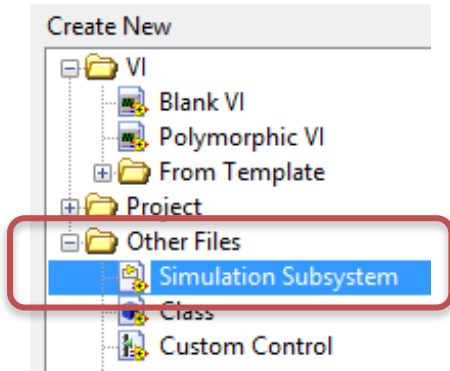 Create New
VI
Blank VI
Polymorphic VI
From Template
Project
Other Files
Simulation Subsystem
Class
Custom Control